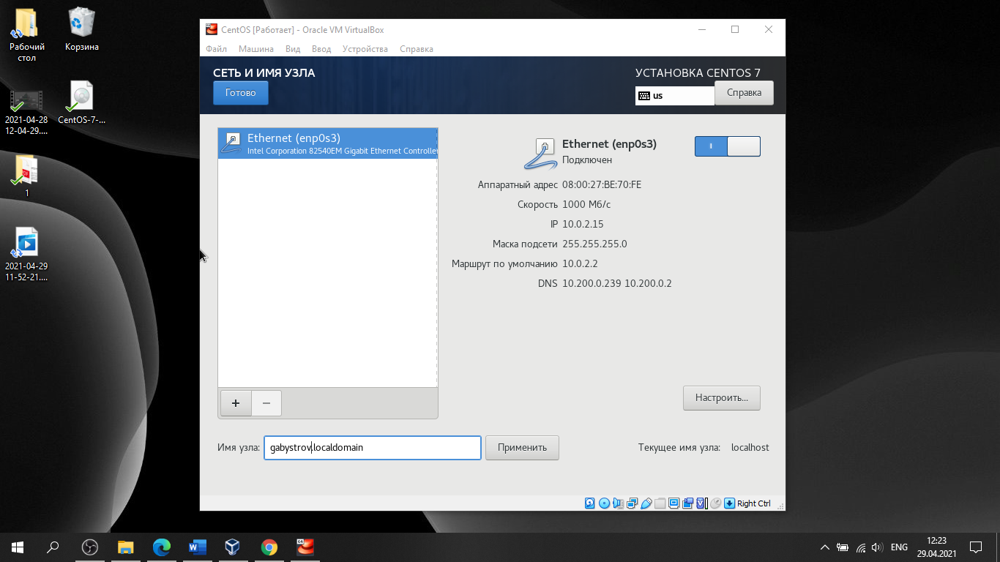 Рабочий
стол
Корзина
2021-04-28
12-04-29....
CentOS-7-...
1
2021-04-29
11-52-21....
CentOS [Работает] - Oracle VM VirtualBox
Файл Машина Вид Ввод Устройства Справка
СЕТЬ И ИМЯ УЗЛА
Готово
УСТАНОВКА CENTOS 7
us
Справка
Ethernet (enp0s3)
Intel Corporation 82540EM Gigabit Ethernet Controller
Ethernet (enp0s3)
Подключен
Аппаратный адрес 08:00:27:BE:70:FE
Скорость 1000 Мб/с
IP 10.0.2.15
Маска подсети 255.255.255.0
Маршрут по умолчанию 10.0.2.2
DNS 10.200.0.239 10.200.0.2
+ −
Настроить...
Имя узла: gabystrov.localdomain Применить Текущее имя узла: localhost
Right Ctrl
64
ENG
12:23
29.04.2021